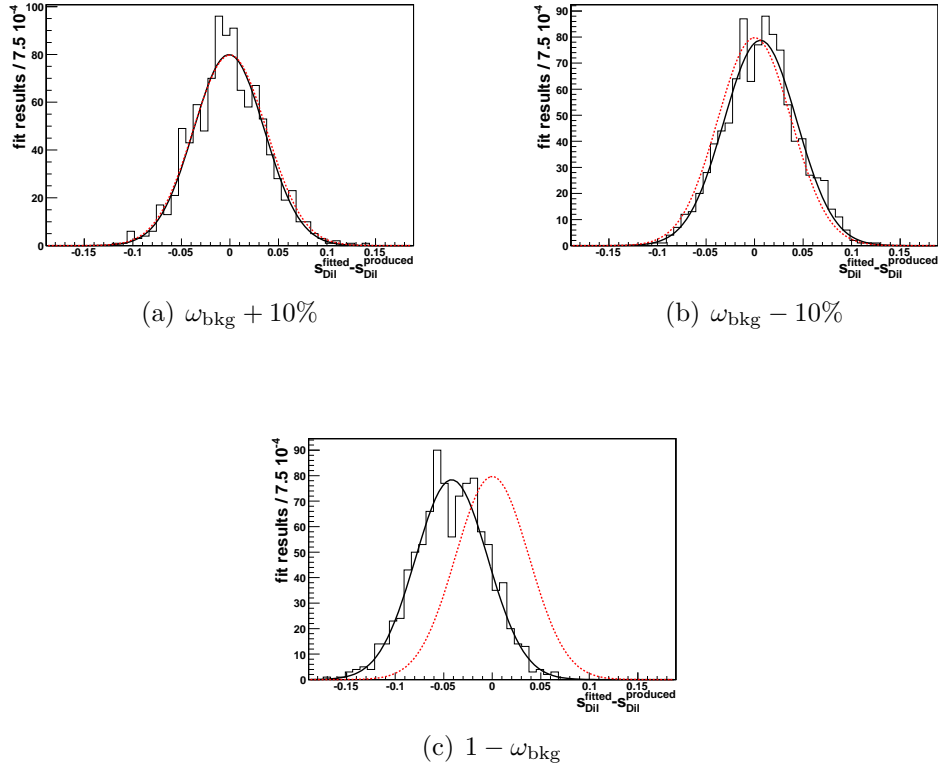 fit results / 7.5 10⁻⁴
100
80
60
40
20
0
-0.15 -0.1 -0.05 0 0.05 0.1 0.15
s_Dil^fitted-s_Dil^produced
(a) ω_bkg + 10%
fit results / 7.5 10⁻⁴
90
80
70
60
50
40
30
20
10
0
-0.15 -0.1 -0.05 0 0.05 0.1 0.15
s_Dil^fitted-s_Dil^produced
(b) ω_bkg − 10%
fit results / 7.5 10⁻⁴
90
80
70
60
50
40
30
20
10
0
-0.15 -0.1 -0.05 0 0.05 0.1 0.15
s_Dil^fitted-s_Dil^produced
(c) 1 − ω_bkg